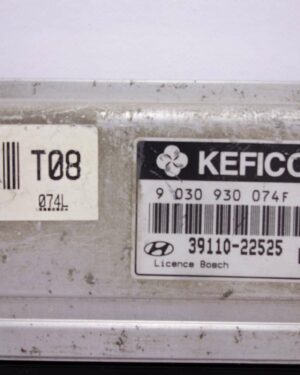 T08
074L
KEFICO
9 030 930 074F
39110-22525
Licence Bosch